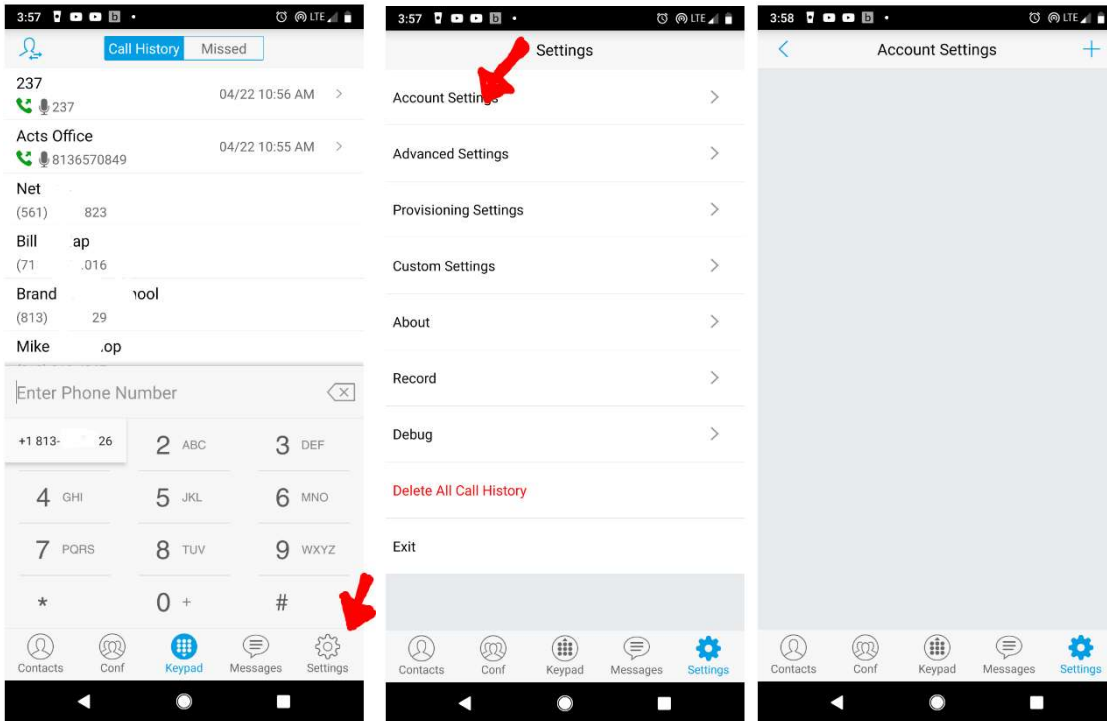 3:57
LTE
Call History Missed
237
04/22 10:56 AM
237
Acts Office
04/22 10:55 AM
8136570849
Net
(561) 823
Bill ap
(71 .016
Brand ool
(813) 29
Mike .op
Enter Phone Number
+1 813- 26
2 ABC
3 DEF
4 GHI
5 JKL
6 MNO
7 PQRS
8 TUV
9 WXYZ
*
0 +
#
Contacts
Conf
Keypad
Messages
Settings
3:57
LTE
Settings
Account Settings
Advanced Settings
Provisioning Settings
Custom Settings
About
Record
Debug
Delete All Call History
Exit
Contacts
Conf
Keypad
Messages
Settings
3:58
LTE
Account Settings
Contacts
Conf
Keypad
Messages
Settings